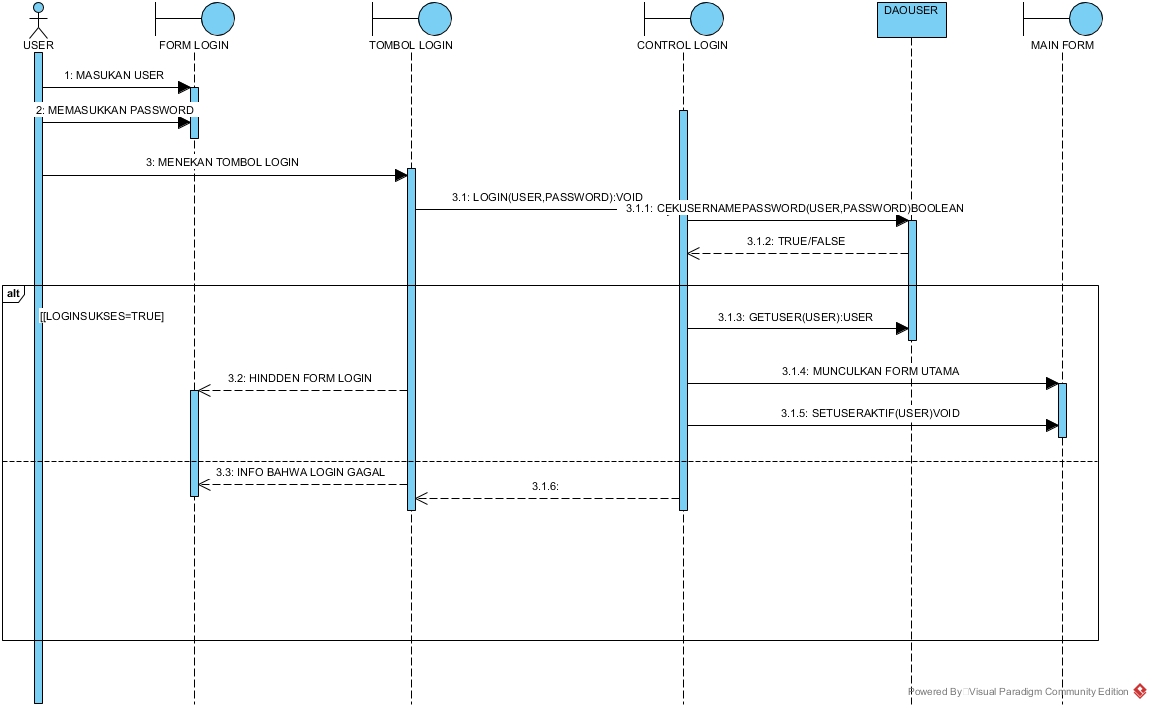 USER
FORM LOGIN
TOMBOL LOGIN
CONTROL LOGIN
DAOUSER
MAIN FORM
1: MASUKAN USER
2: MEMASUKKAN PASSWORD
3: MENEKAN TOMBOL LOGIN
3.1: LOGIN(USER,PASSWORD):VOID
3.1.1: CEKUSERNAMEPASSWORD(USER,PASSWORD)BOOLEAN
3.1.2: TRUE/FALSE
alt
[[LOGINSUKSES=TRUE]
3.1.3: GETUSER(USER):USER
3.2: HINDDEN FORM LOGIN
3.1.4: MUNCULKAN FORM UTAMA
3.1.5: SETUSERAKTIF(USER)VOID
3.3: INFO BAHWA LOGIN GAGAL
3.1.6:
Powered By Visual Paradigm Community Edition